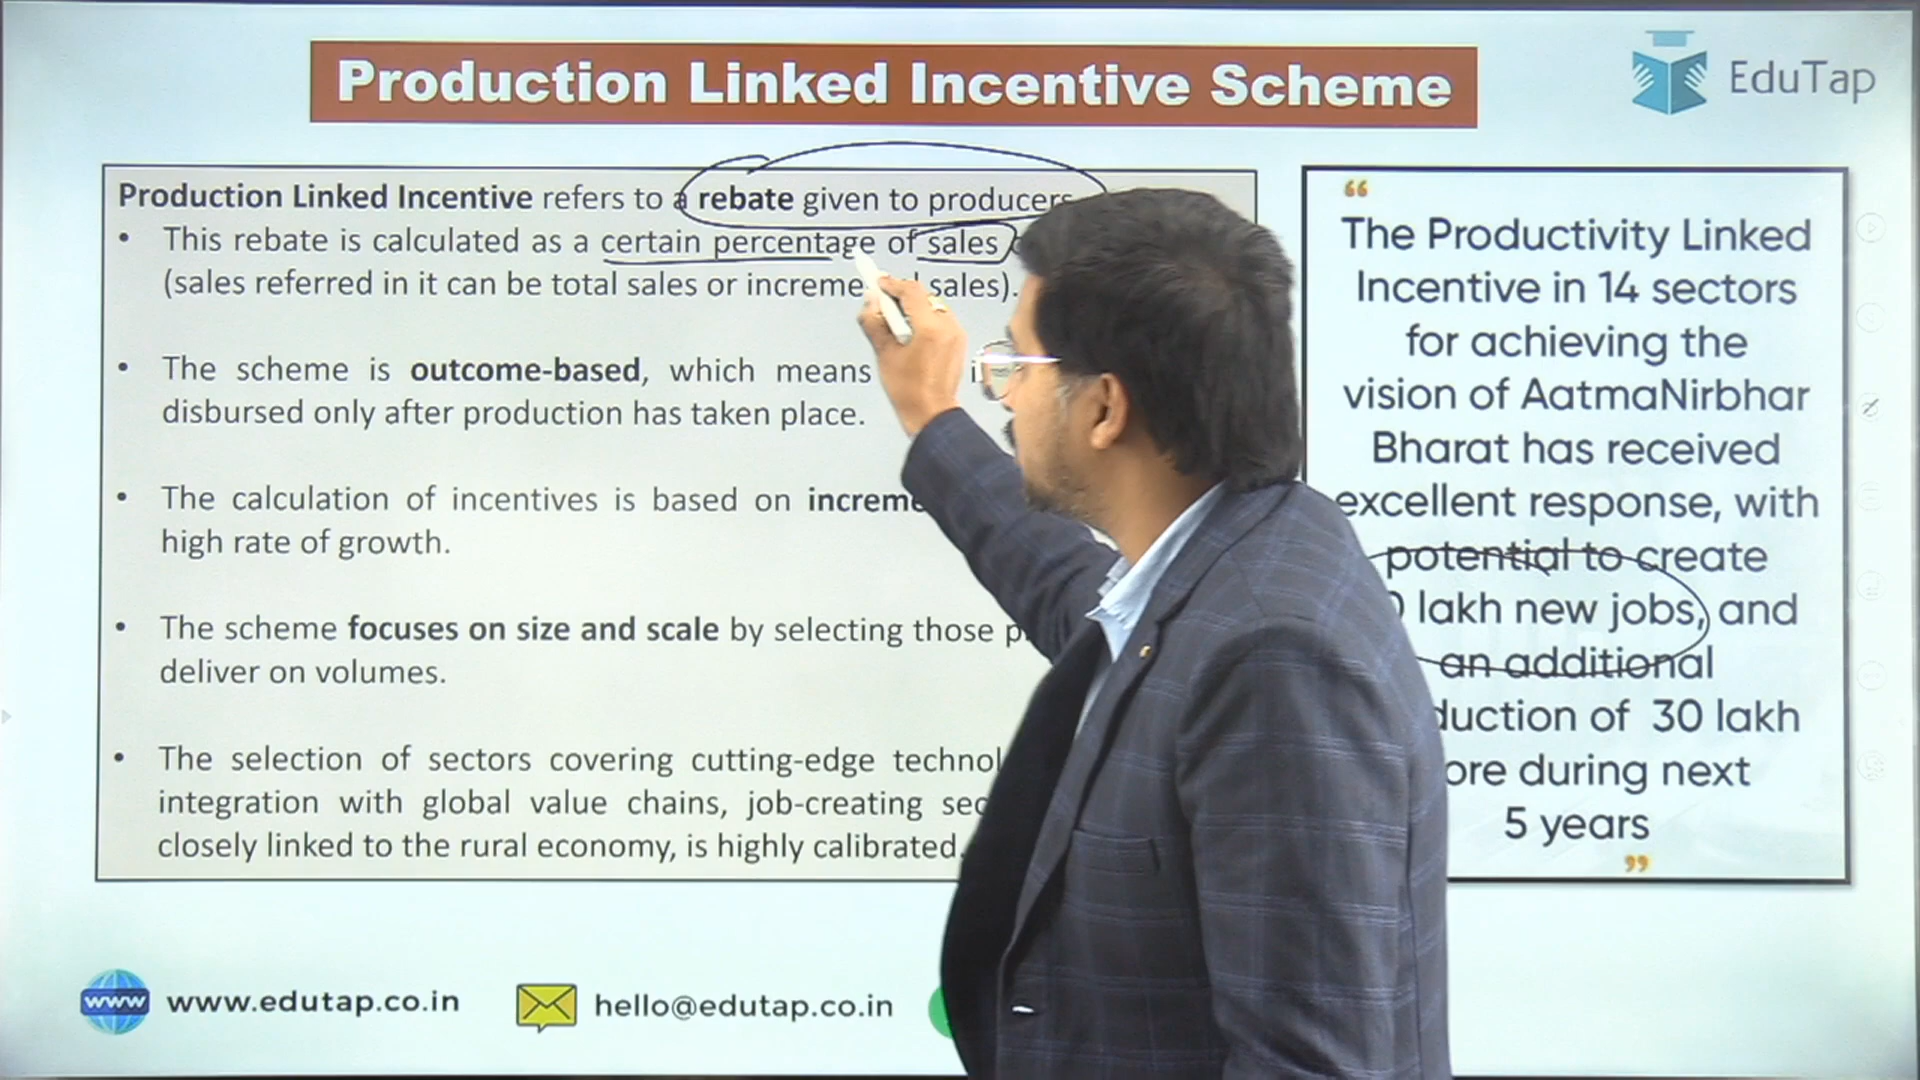 Production Linked Incentive Scheme
EduTap
Production Linked Incentive refers to a rebate given to producers
• This rebate is calculated as a certain percentage of sales
(sales referred in it can be total sales or sales).
• The scheme is outcome-based, which means
disbursed only after production has taken place.
• The calculation of incentives is based on
high rate of growth.
• The scheme focuses on size and scale by selecting those
deliver on volumes.
• The selection of sectors covering cutting-edge
integration with global value chains, job-creating
closely linked to the rural economy, is highly calibrated.
“
The Productivity Linked
Incentive in 14 sectors
for achieving the
vision of AatmaNirbhar
Bharat has received
excellent response, with
potential to create
lakh new jobs, and
an additional
of 30 lakh
during next
5 years
”
www www.edutap.co.in
hello@edutap.co.in